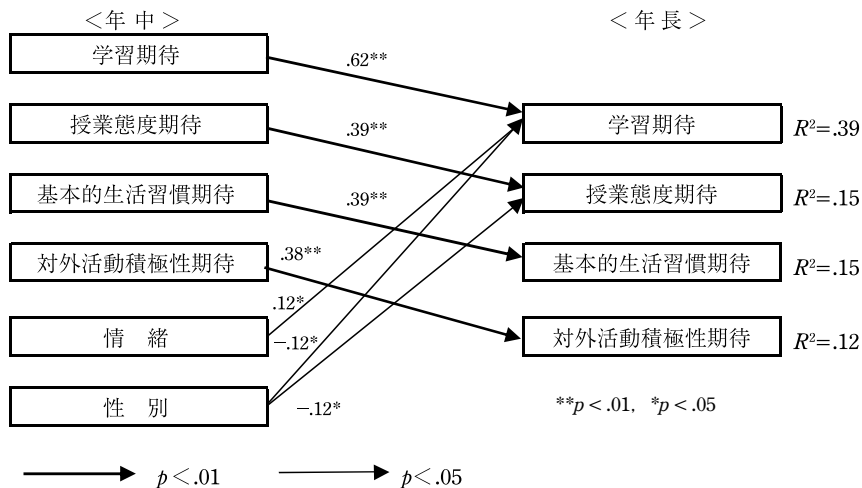 ＜年 中＞
＜年 長＞
学習期待
.62**
授業態度期待
.39**
学習期待
R²=.39
基本的生活習慣期待
.39**
授業態度期待
R²=.15
対外活動積極性期待
.38**
基本的生活習慣期待
R²=.15
.12*
情 緒
−.12*
対外活動積極性期待
R²=.12
性 別
−.12*
**p＜.01, *p＜.05
p＜.01
p＜.05